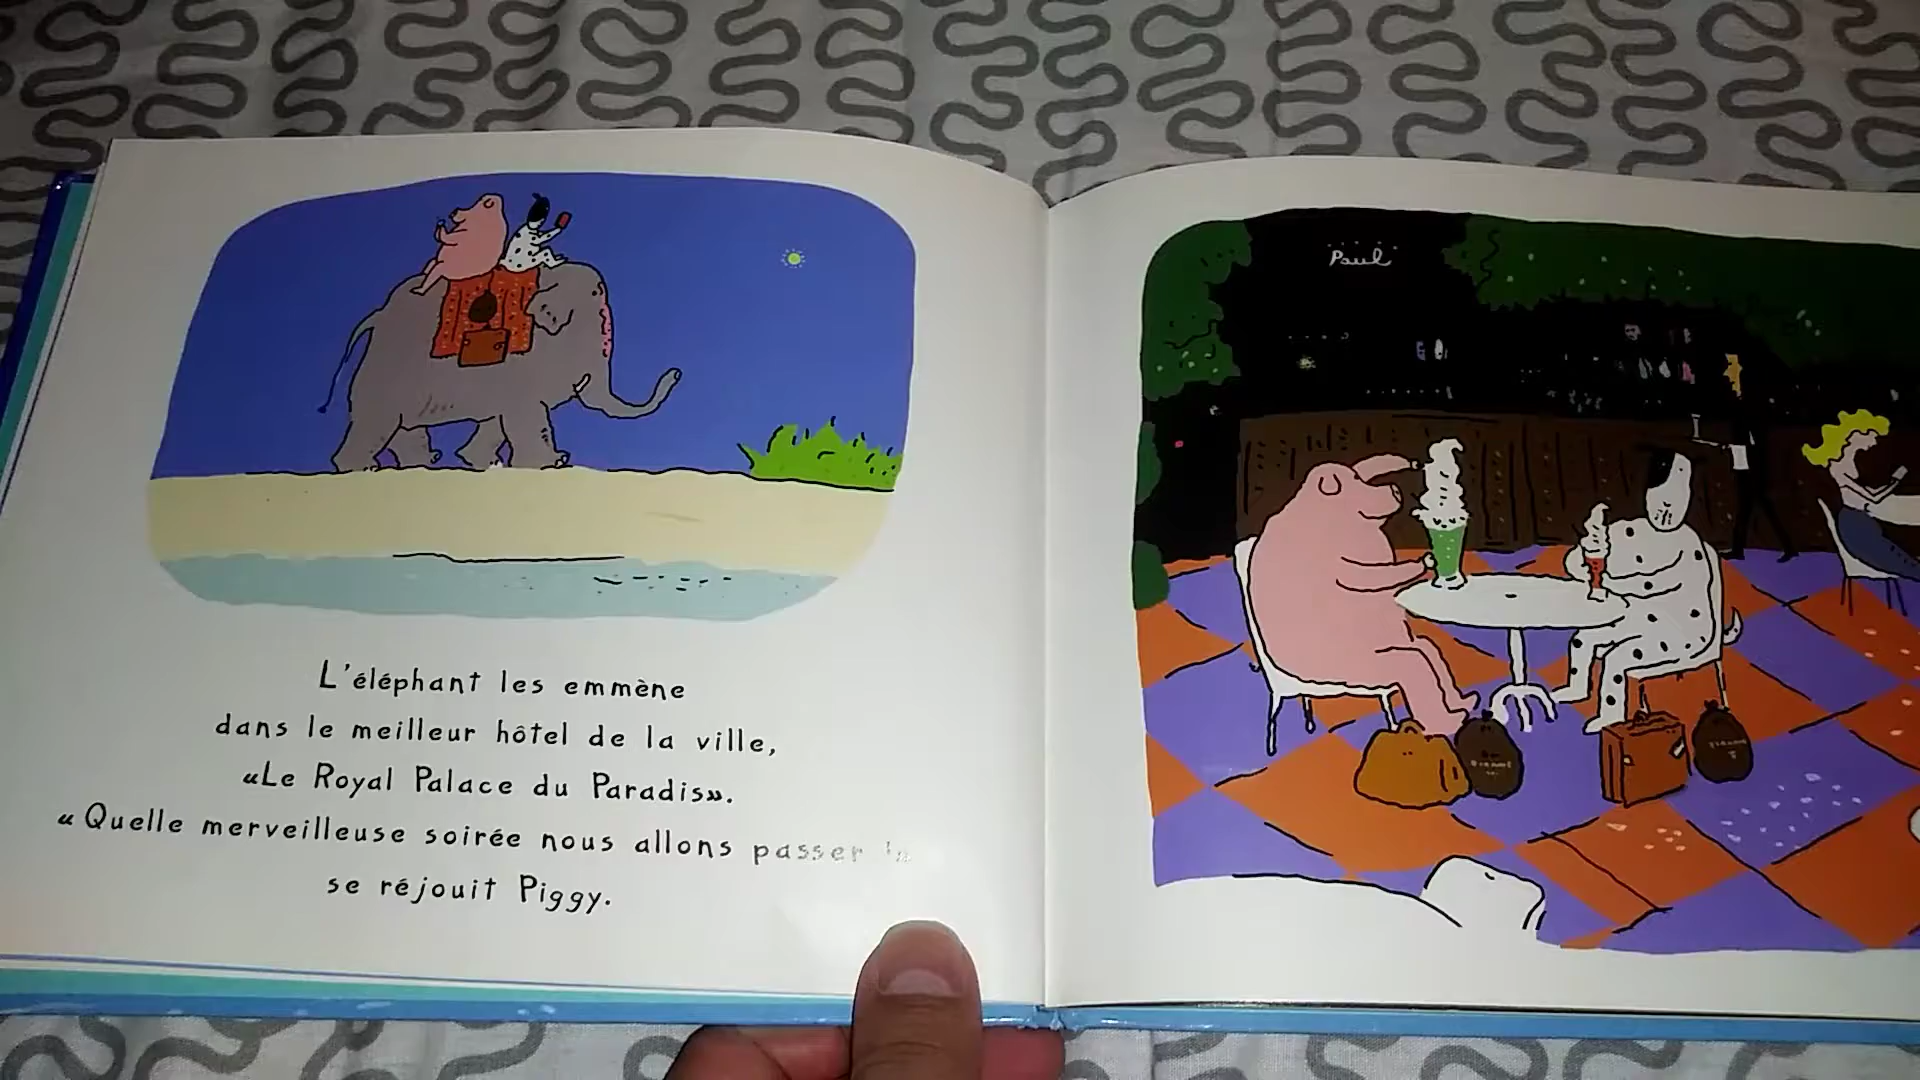 L'éléphant les emmène
dans le meilleur hôtel de la ville,
«Le Royal Palace du Paradis».
«Quelle merveilleuse soirée nous allons passer
se réjouit Piggy.
Paul